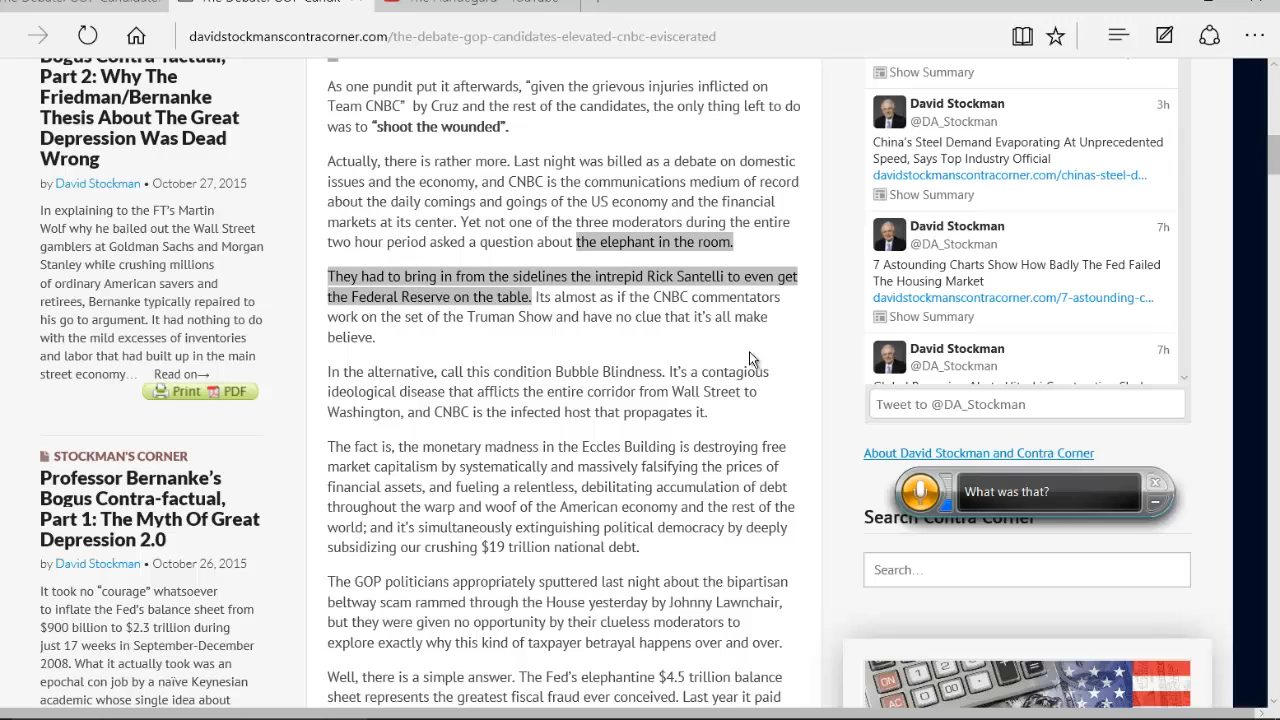 davidstockmanscontracorner.com/the-debate-gop-candidates-elevated-cnbc-eviscerated
Bogus Contra-factual,
Part 2: Why The
Friedman/Bernanke
Thesis About The Great
Depression Was Dead
Wrong
by David Stockman • October 27, 2015
In explaining to the FT's Martin
Wolf why he bailed out the Wall Street
gamblers at Goldman Sachs and Morgan
Stanley while crushing millions
of ordinary American savers and
retirees, Bernanke typically repaired to
his go to argument. It had nothing to do
with the mild excesses of inventories
and labor that had built up in the main
street economy… Read on→
Print PDF
STOCKMAN'S CORNER
Professor Bernanke's
Bogus Contra-factual,
Part 1: The Myth Of Great
Depression 2.0
by David Stockman • October 26, 2015
It took no “courage” whatsoever
to inflate the Fed's balance sheet from
$900 billion to $2.3 trillion during
just 17 weeks in September-December
2008. What it actually took was an
epochal con job by a naïve Keynesian
academic whose single idea about
As one pundit put it afterwards, “given the grievous injuries inflicted on
Team CNBC” by Cruz and the rest of the candidates, the only thing left to do
was to “shoot the wounded”.
Actually, there is rather more. Last night was billed as a debate on domestic
issues and the economy, and CNBC is the communications medium of record
about the daily comings and goings of the US economy and the financial
markets at its center. Yet not one of the three moderators during the entire
two hour period asked a question about the elephant in the room.
They had to bring in from the sidelines the intrepid Rick Santelli to even get
the Federal Reserve on the table. Its almost as if the CNBC commentators
work on the set of the Truman Show and have no clue that it's all make
believe.
In the alternative, call this condition Bubble Blindness. It's a contagious
ideological disease that afflicts the entire corridor from Wall Street to
Washington, and CNBC is the infected host that propagates it.
The fact is, the monetary madness in the Eccles Building is destroying free
market capitalism by systematically and massively falsifying the prices of
financial assets, and fueling a relentless, debilitating accumulation of debt
throughout the warp and woof of the American economy and the rest of the
world; and it's simultaneously extinguishing political democracy by deeply
subsidizing our crushing $19 trillion national debt.
The GOP politicians appropriately sputtered last night about the bipartisan
beltway scam rammed through the House yesterday by Johnny Lawnchair,
but they were given no opportunity by their clueless moderators to
explore exactly why this kind of taxpayer betrayal happens over and over.
Well, there is a simple answer. The Fed's elephantine $4.5 trillion balance
sheet represents the greatest fiscal fraud ever conceived. Last year it paid
Show Summary
David Stockman 3h
@DA_Stockman
China's Steel Demand Evaporating At Unprecedented
Speed, Says Top Industry Official
davidstockmanscontracorner.com/chinas-steel-d...
Show Summary
David Stockman 7h
@DA_Stockman
7 Astounding Charts Show How Badly The Fed Failed
The Housing Market
davidstockmanscontracorner.com/7-astounding-c...
Show Summary
David Stockman 7h
@DA_Stockman
Tweet to @DA_Stockman
About David Stockman and Contra Corner
What was that?
Search Contra Corner
Search...